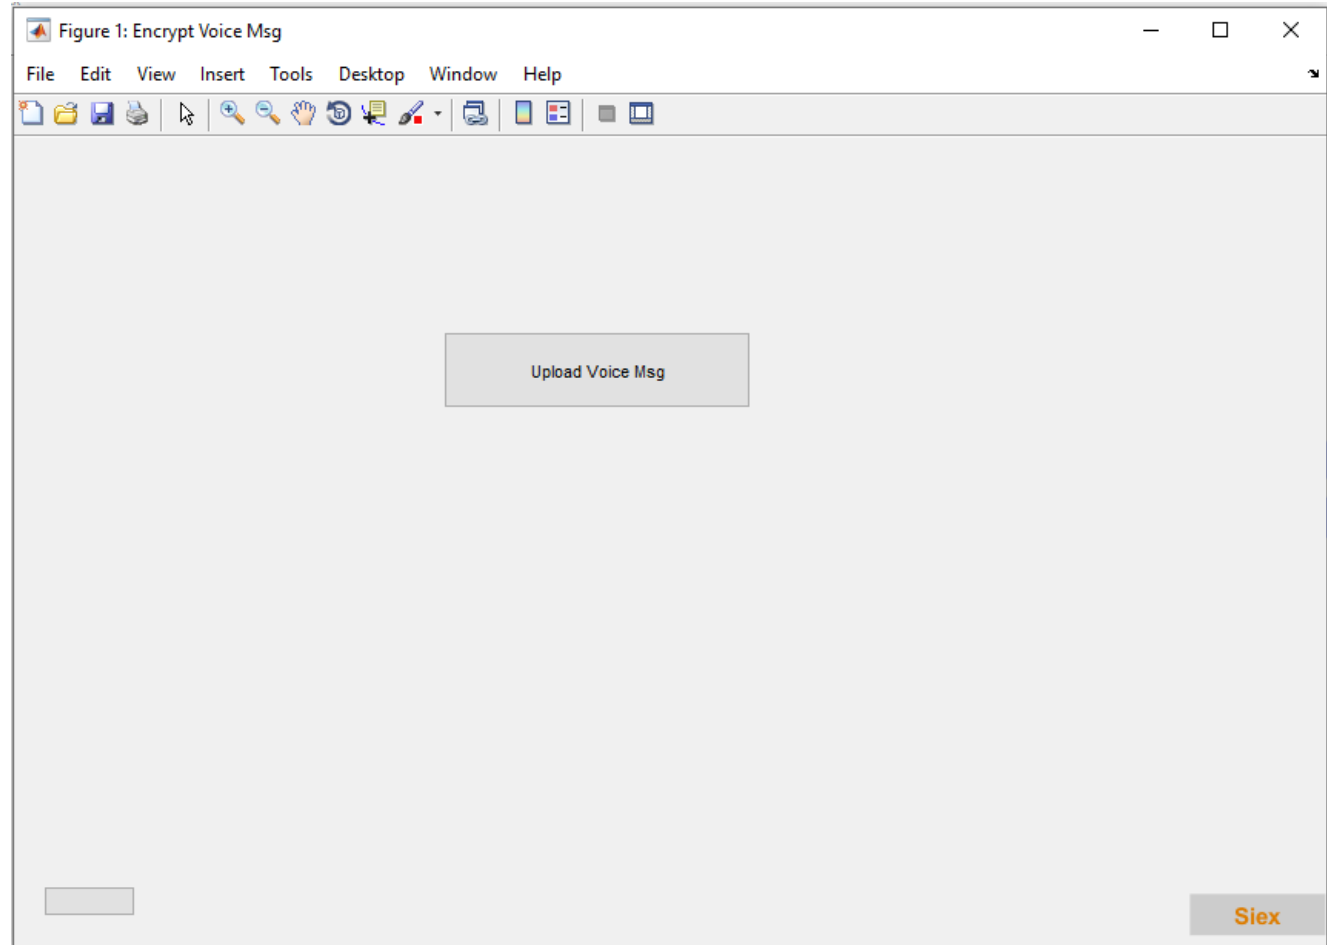 Figure 1: Encrypt Voice Msg
File Edit View Insert Tools Desktop Window Help
Upload Voice Msg
Siex